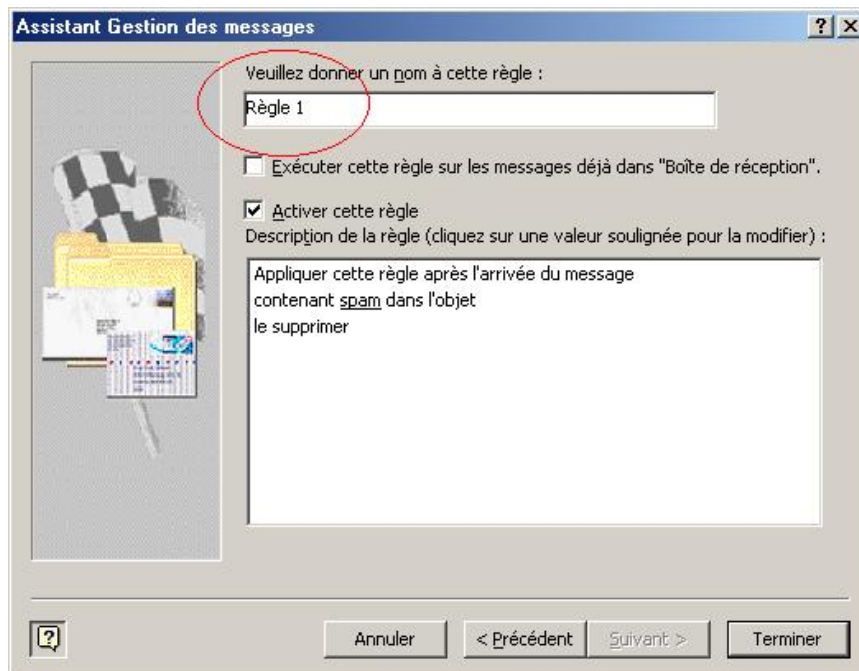 Assistant Gestion des messages
Veuillez donner un nom à cette règle :
Règle 1
Exécuter cette règle sur les messages déjà dans "Boîte de réception".
Activer cette règle
Description de la règle (cliquez sur une valeur soulignée pour la modifier) :
Appliquer cette règle après l'arrivée du message
contenant spam dans l'objet
le supprimer
Annuler
< Précédent
Suivant >
Terminer